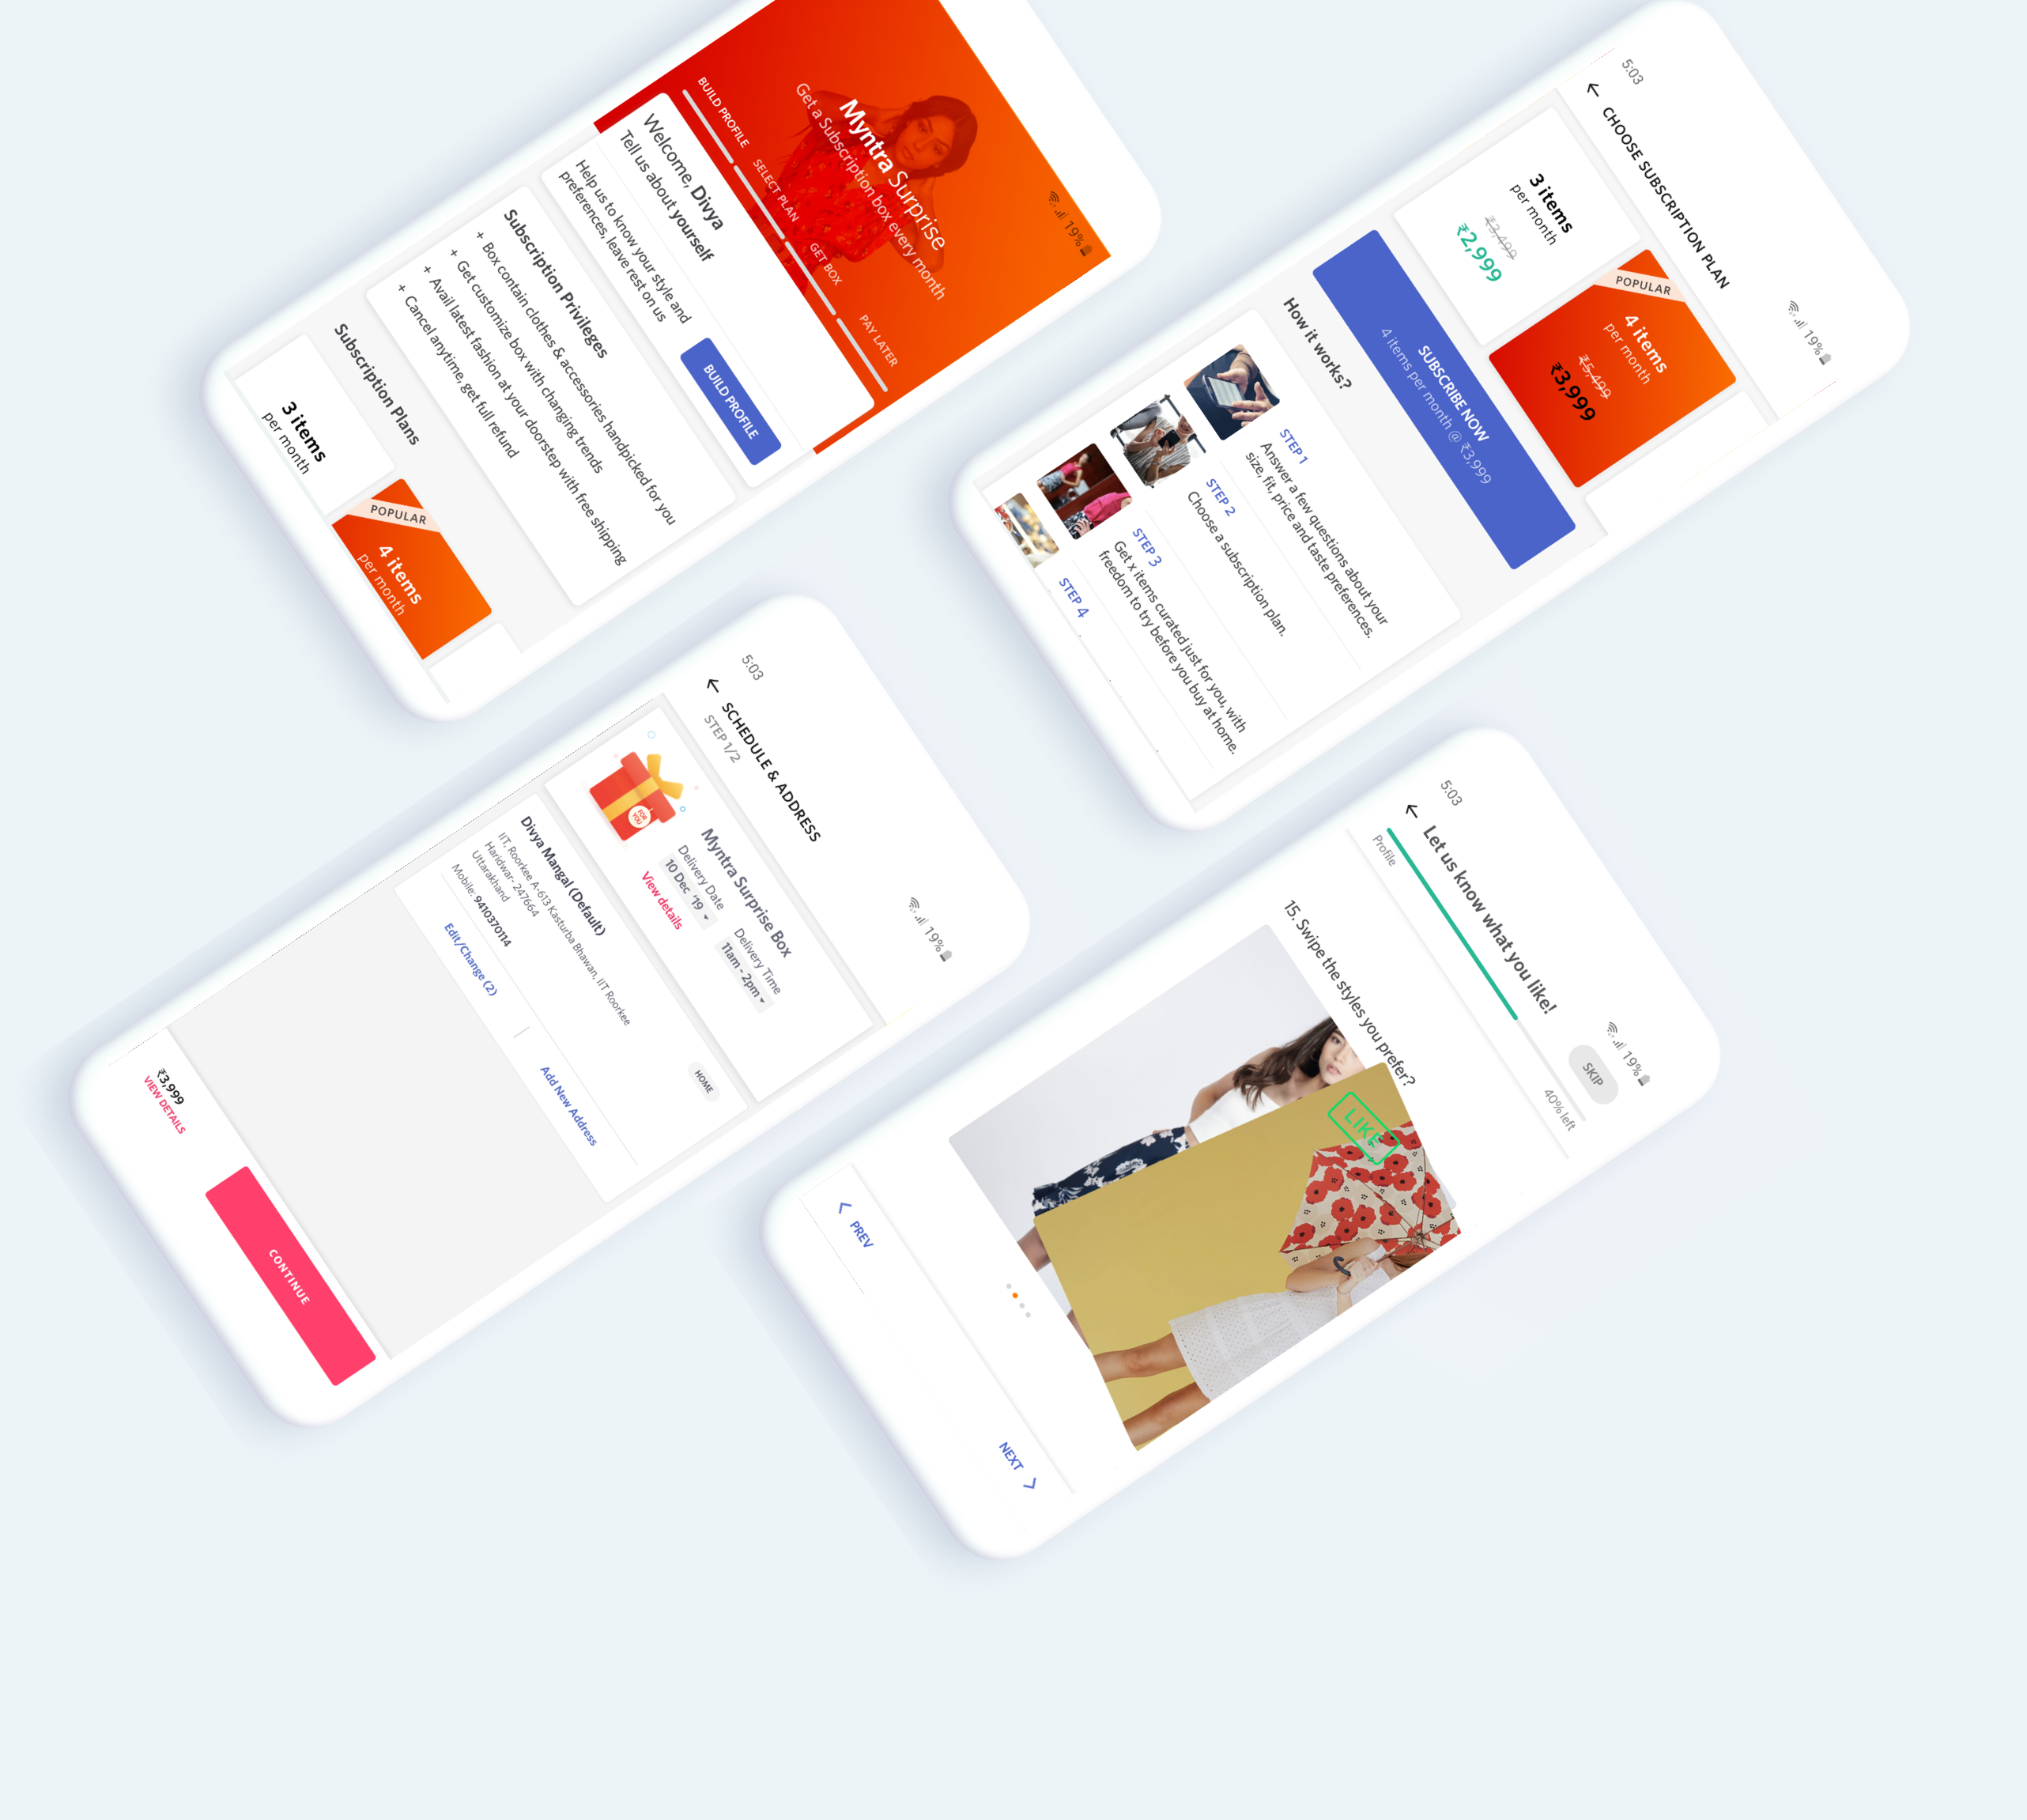 19%
Myntra Surprise
Get a Subscription box every month
BUILD PROFILE
SELECT PLAN
GET BOX
PAY LATER
Welcome, Divya
Tell us about yourself
Help us to know your style and
preferences, leave rest on us
BUILD PROFILE
Subscription Privileges
+ Box contain clothes & accessories handpicked for you
+ Get customize box with changing trends
+ Avail latest fashion at your doorstep with free shipping
+ Cancel anytime, get full refund
Subscription Plans
3 items
per month
POPULAR
4 items
per month
5:03
19%
CHOOSE SUBSCRIPTION PLAN
3 items
per month
₹3,499
₹2,999
POPULAR
4 items
per month
₹5,499
₹3,999
SUBSCRIBE NOW
4 items per month @ ₹3,999
How it works?
STEP 1
Answer a few questions about your
size, fit, price and taste preferences.
STEP 2
Choose a subscription plan.
STEP 3
Get x items curated just for you, with
freedom to try before you buy at home.
STEP 4
5:03
19%
SCHEDULE & ADDRESS
STEP 1/2
FOR
YOU
Myntra Surprise Box
Delivery Date
Delivery Time
10 Dec '19
11am - 2pm
View details
Divya Mangal (Default)
HOME
IIT, Roorkee A-613 Kasturba Bhawan, IIT Roorkee
Haridwar- 247664
Uttarakhand
Mobile: 9410370114
Edit/Change (2)
Add New Address
₹3,999
VIEW DETAILS
CONTINUE
5:03
19%
Let us know what you like!
SKIP
Profile
40% left
15. Swipe the styles you prefer?
LIKE
PREV
NEXT